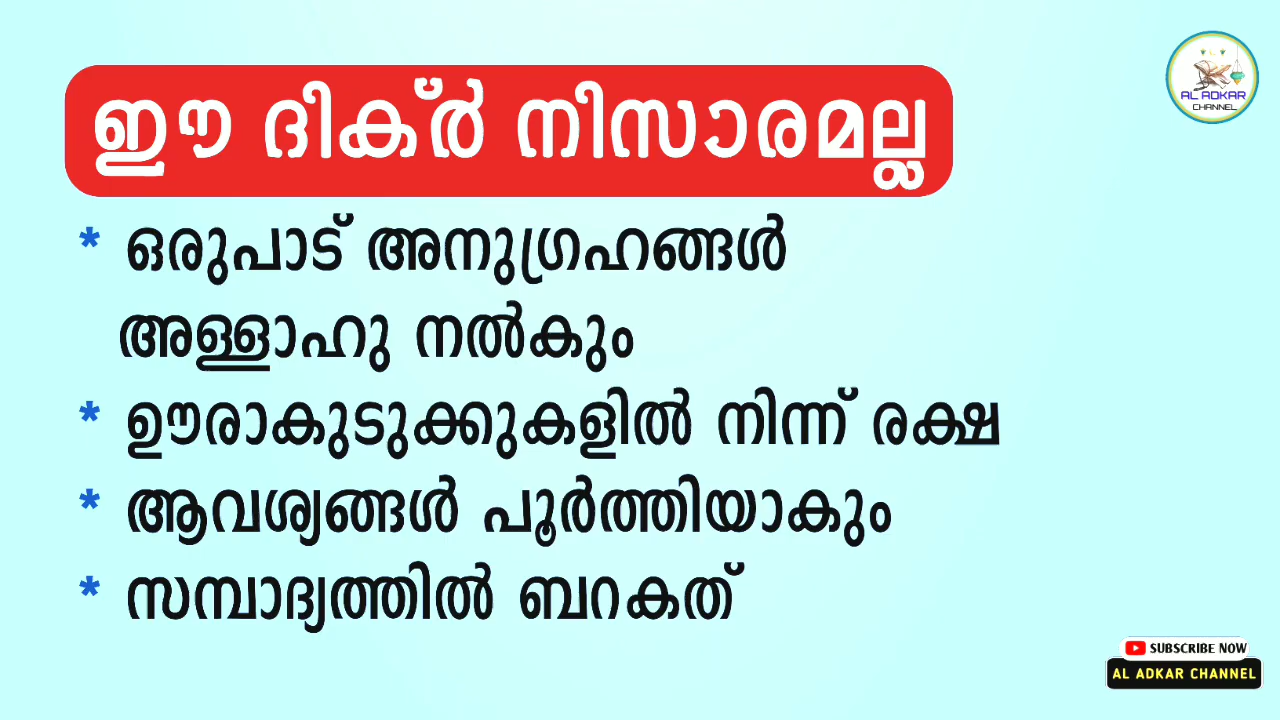 ഈ ദിക്ർ നിസാരമല്ല
* ഒരുപാട് അനുഗ്രഹങ്ങൾ
അള്ളാഹു നൽകും
* ഊരാകുടുക്കുകളിൽ നിന്ന് രക്ഷ
* ആവശ്യങ്ങൾ പൂർത്തിയാകും
* സമ്പാദ്യത്തിൽ ബറകത്
AL ADKAR
CHANNEL
SUBSCRIBE NOW
AL ADKAR CHANNEL